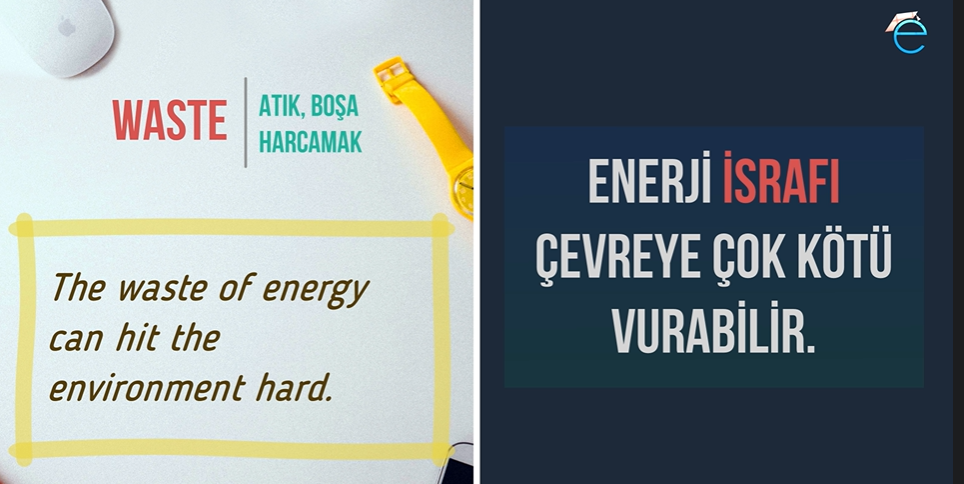 WASTE
ATIK, BOŞA
HARCAMAK
The waste of energy
can hit the
environment hard.
e
ENERJİ İSRAFI
ÇEVREYE ÇOK KÖTÜ
VURABİLİR.